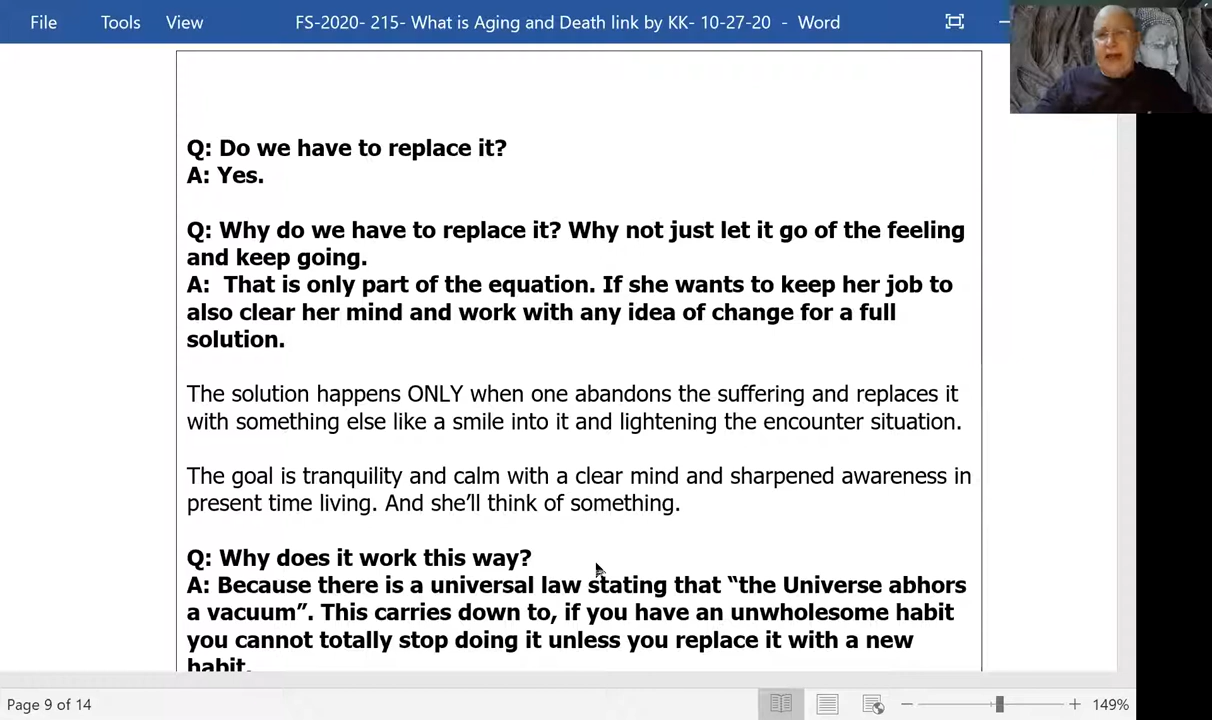 File Tools View FS-2020- 215- What is Aging and Death link by KK- 10-27-20 - Word
Q: Do we have to replace it?
A: Yes.
Q: Why do we have to replace it? Why not just let it go of the feeling
and keep going.
A: That is only part of the equation. If she wants to keep her job to
also clear her mind and work with any idea of change for a full
solution.
The solution happens ONLY when one abandons the suffering and replaces it
with something else like a smile into it and lightening the encounter situation.
The goal is tranquility and calm with a clear mind and sharpened awareness in
present time living. And she’ll think of something.
Q: Why does it work this way?
A: Because there is a universal law stating that “the Universe abhors
a vacuum”. This carries down to, if you have an unwholesome habit
you cannot totally stop doing it unless you replace it with a new
habit.
Page 9 of 14 149%